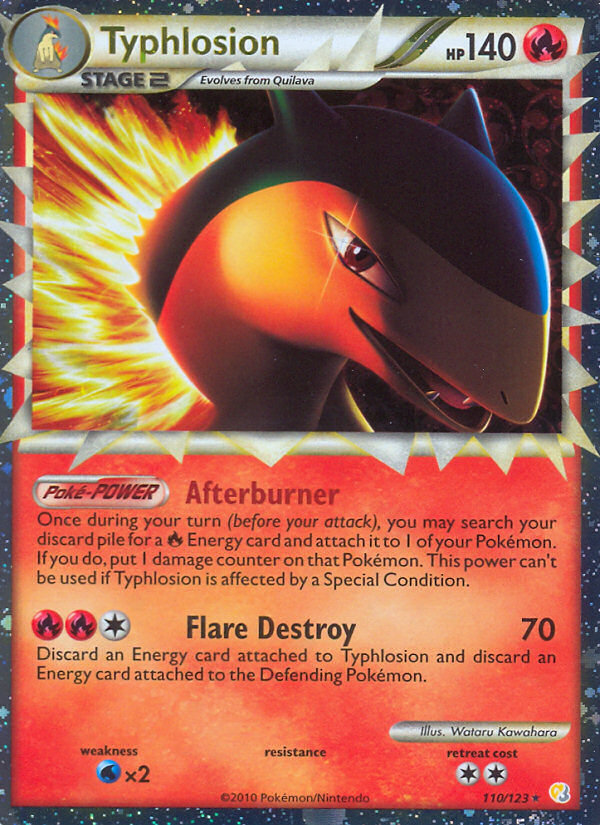 Typhlosion
HP 140
STAGE 2
Evolves from Quilava
Poké-POWER Afterburner
Once during your turn (before your attack), you may search your
discard pile for a Energy card and attach it to 1 of your Pokémon.
If you do, put 1 damage counter on that Pokémon. This power can't
be used if Typhlosion is affected by a Special Condition.
Flare Destroy 70
Discard an Energy card attached to Typhlosion and discard an
Energy card attached to the Defending Pokémon.
Illus. Wataru Kawahara
weakness resistance retreat cost
×2
©2010 Pokémon/Nintendo 110/123 ★